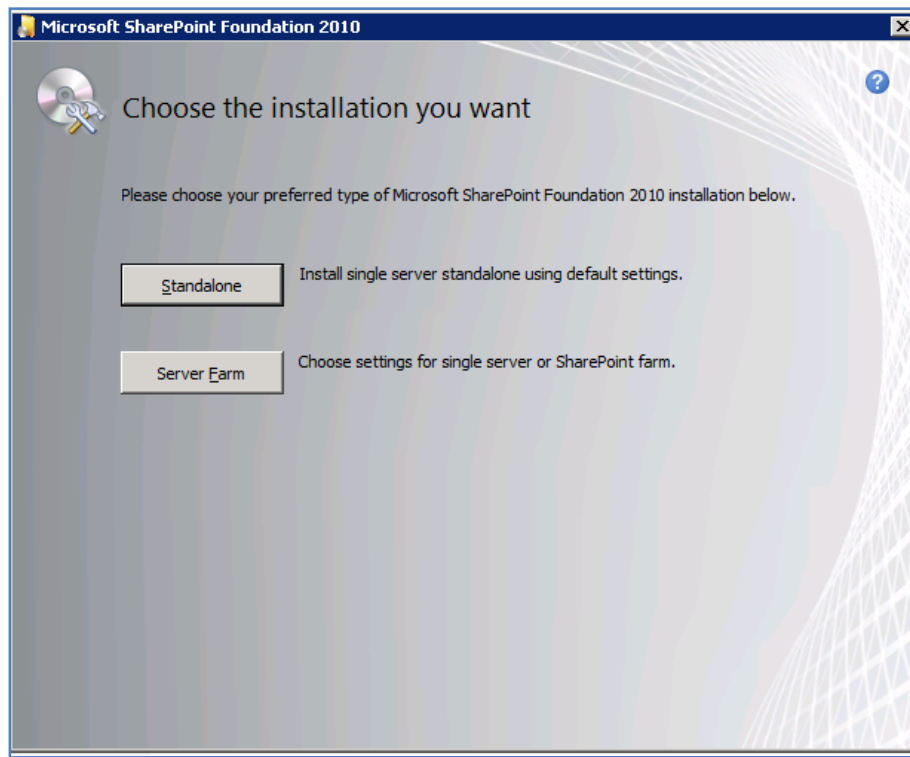 Microsoft SharePoint Foundation 2010
?
Choose the installation you want
Please choose your preferred type of Microsoft SharePoint Foundation 2010 installation below.
Standalone
Install single server standalone using default settings.
Server Farm
Choose settings for single server or SharePoint farm.